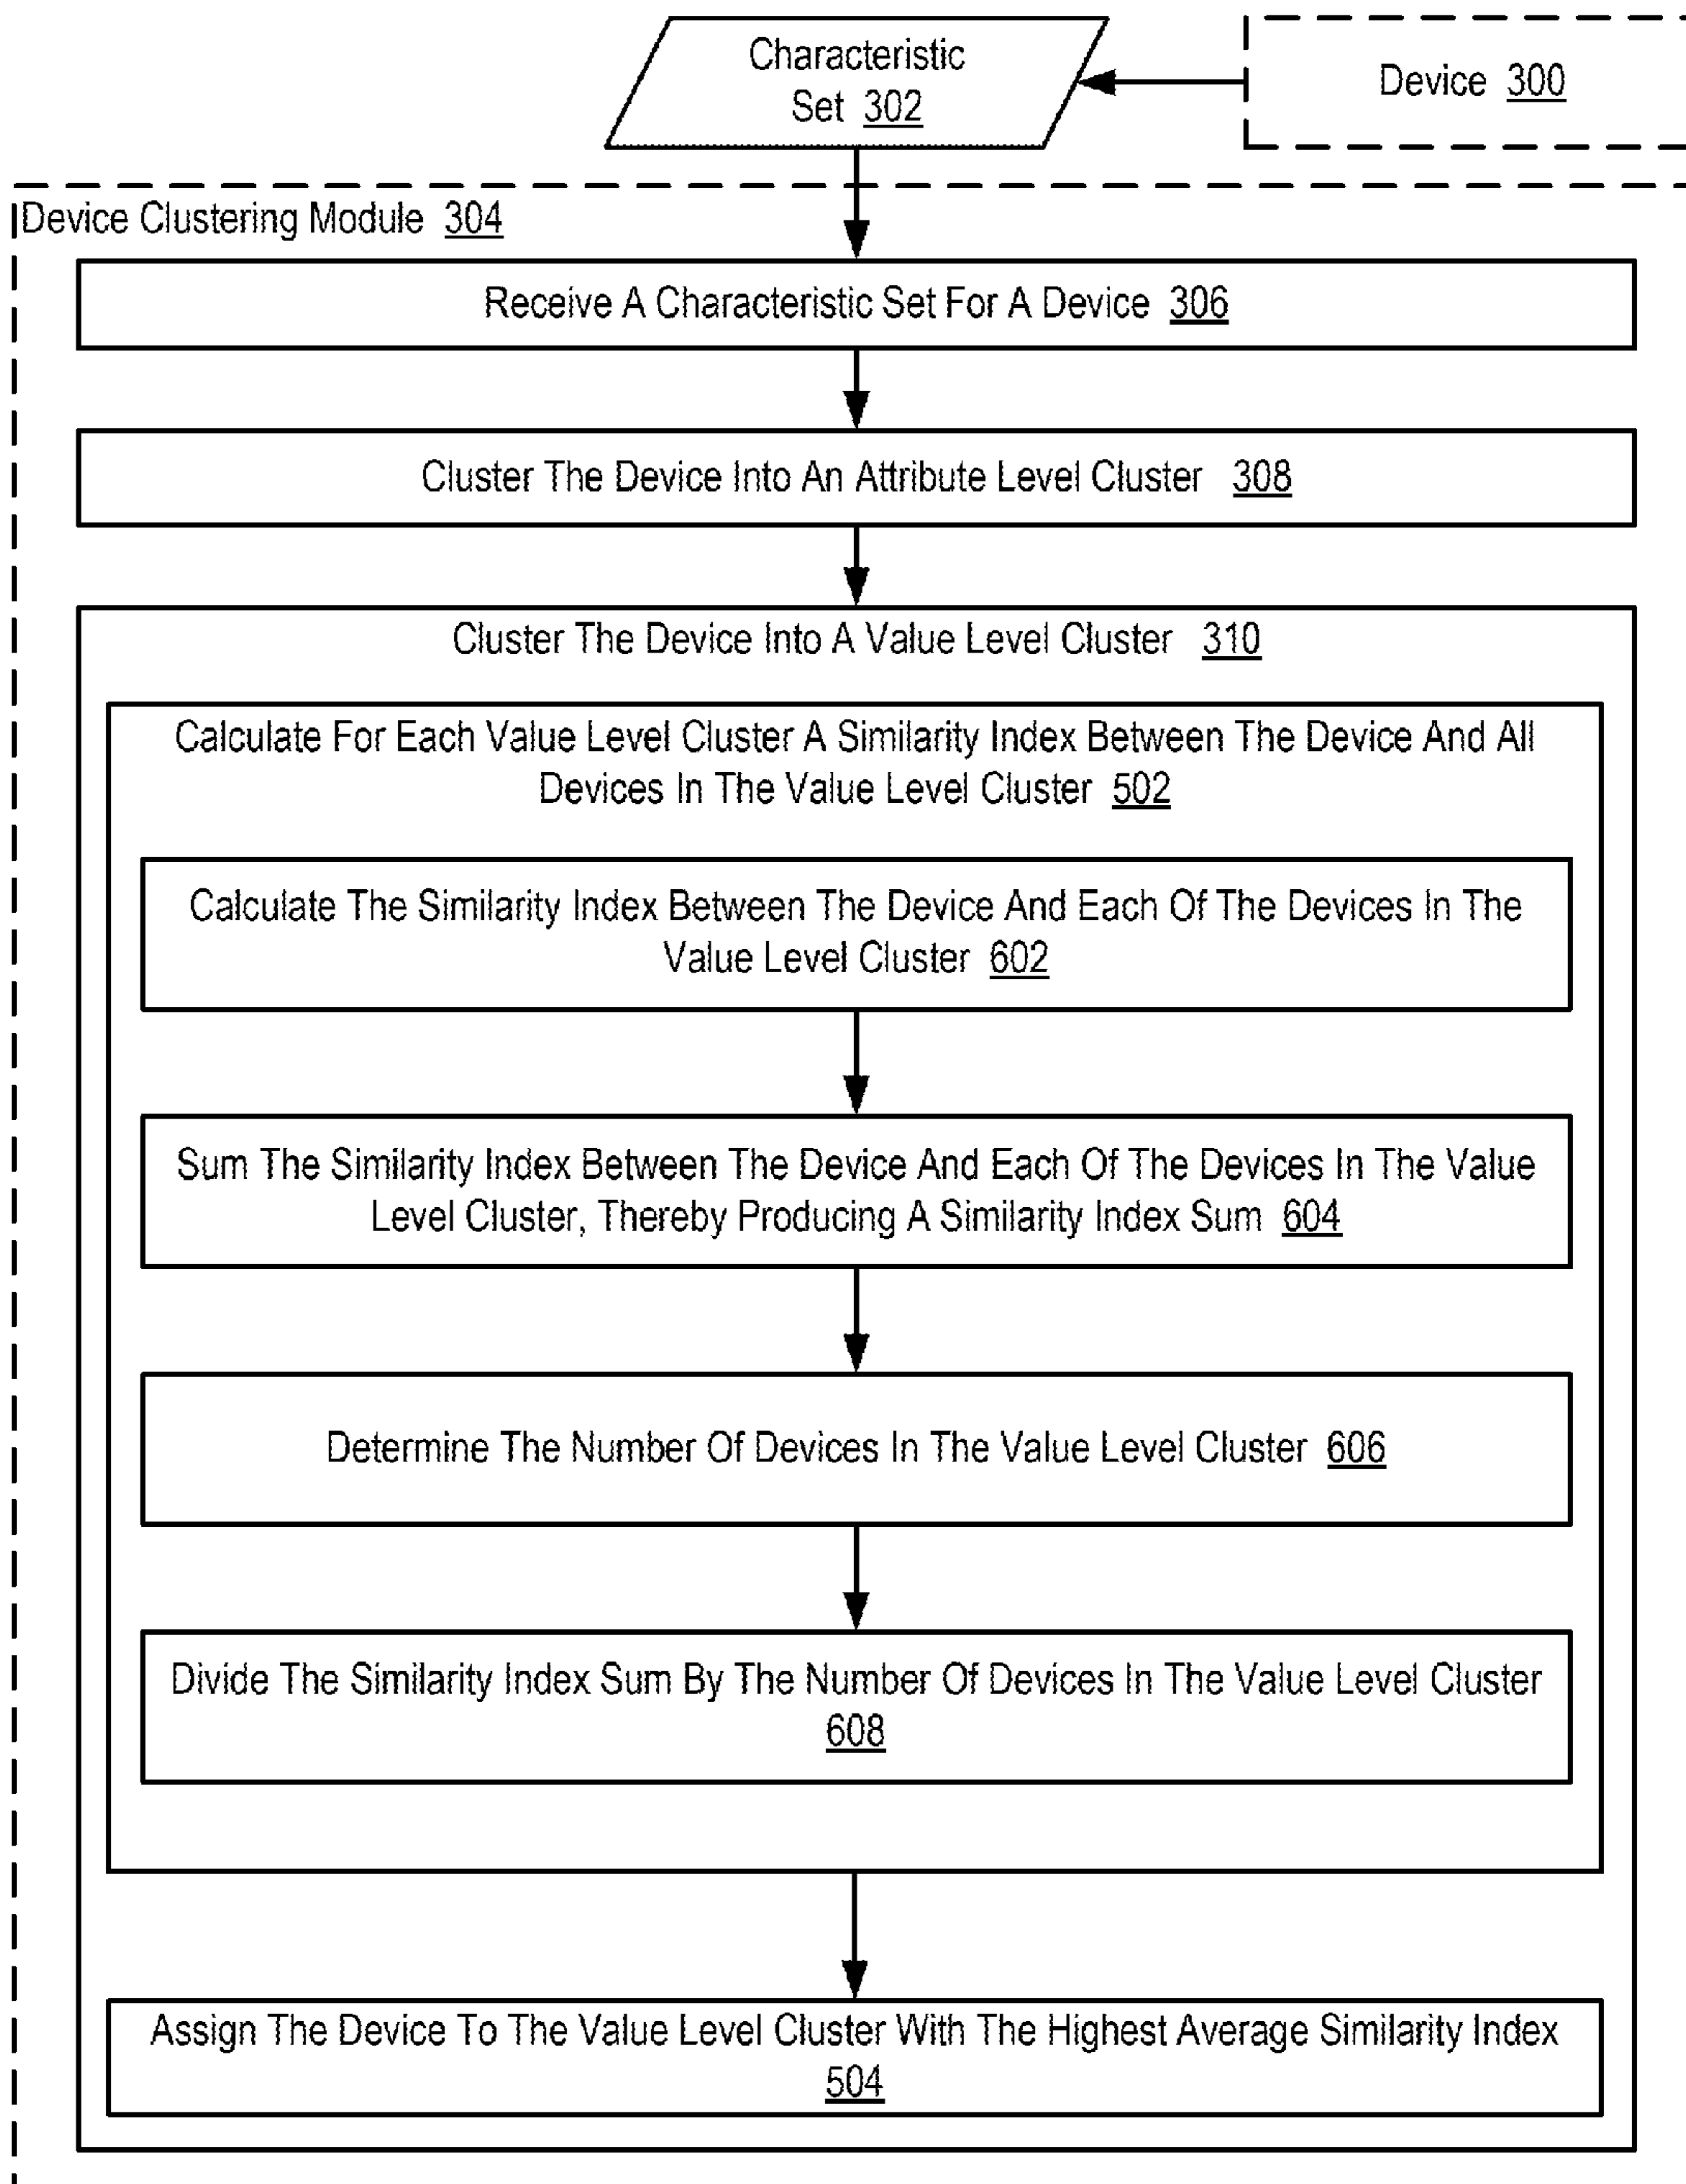 Characteristic
Set 302
Device 300
Device Clustering Module 304
Receive A Characteristic Set For A Device 306
Cluster The Device Into An Attribute Level Cluster 308
Cluster The Device Into A Value Level Cluster 310
Calculate For Each Value Level Cluster A Similarity Index Between The Device And All
Devices In The Value Level Cluster 502
Calculate The Similarity Index Between The Device And Each Of The Devices In The
Value Level Cluster 602
Sum The Similarity Index Between The Device And Each Of The Devices In The Value
Level Cluster, Thereby Producing A Similarity Index Sum 604
Determine The Number Of Devices In The Value Level Cluster 606
Divide The Similarity Index Sum By The Number Of Devices In The Value Level Cluster
608
Assign The Device To The Value Level Cluster With The Highest Average Similarity Index
504